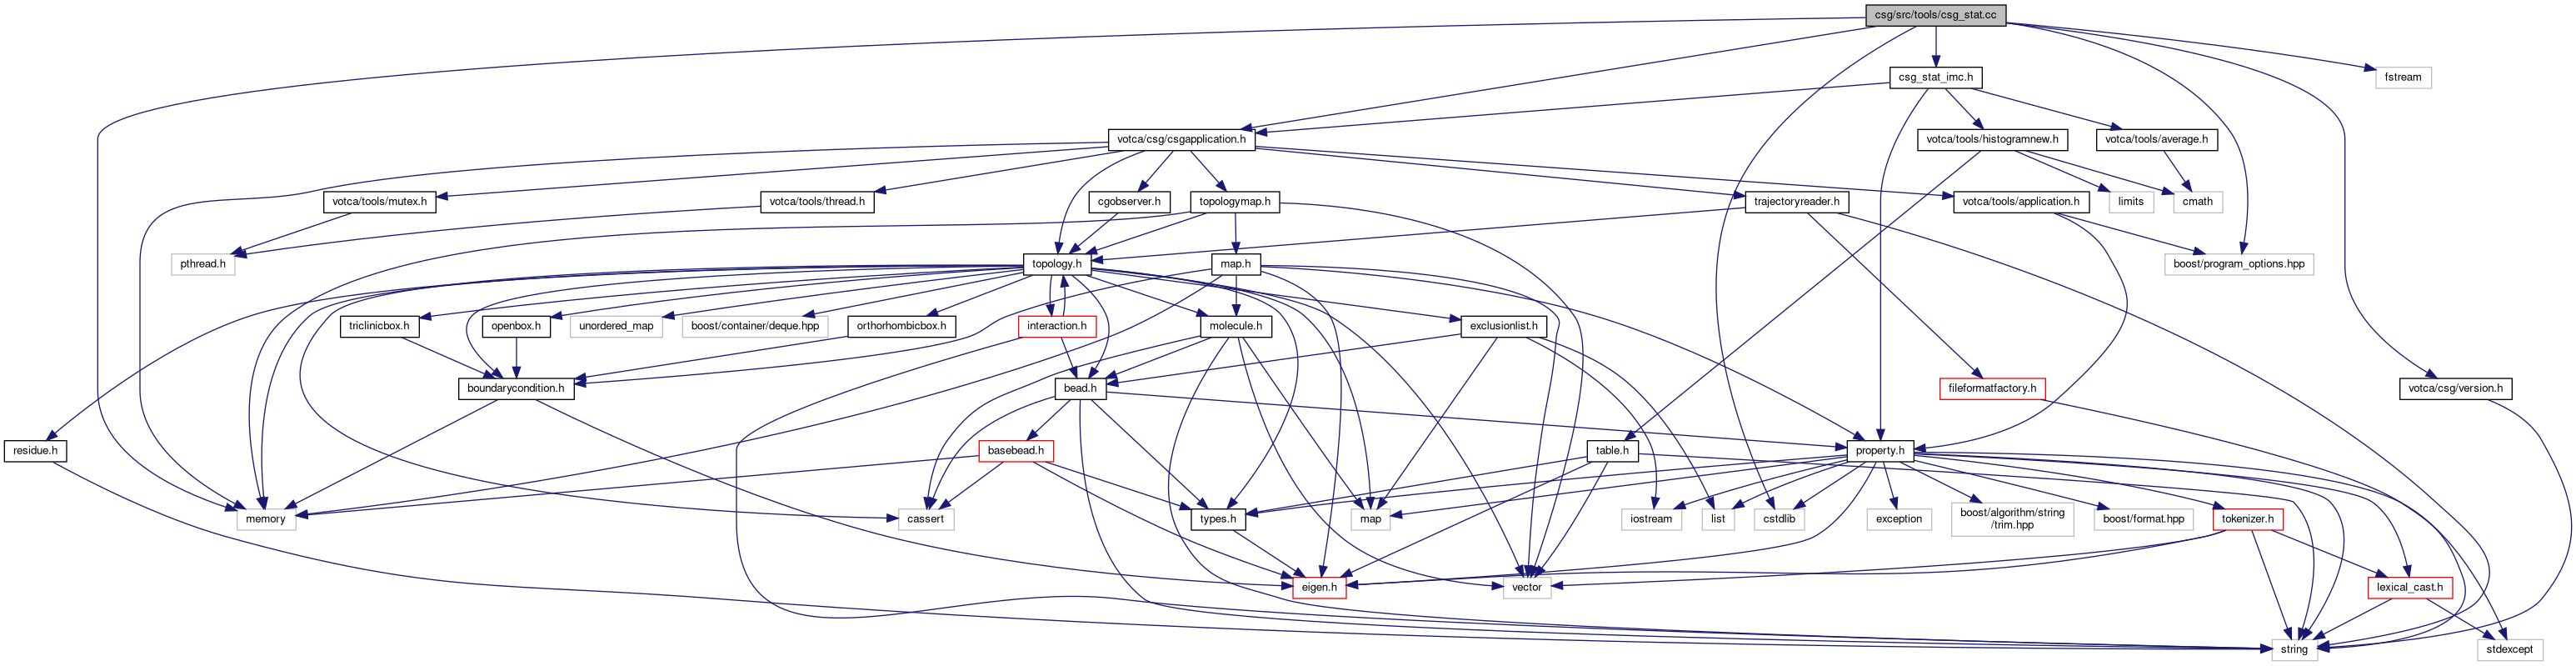 csg/src/tools/csg_stat.cc
fstream
csg_stat_imc.h
votca/csg/csgapplication.h
votca/tools/histogramnew.h
votca/tools/average.h
votca/tools/mutex.h
votca/tools/thread.h
cgobserver.h
topologymap.h
trajectoryreader.h
votca/tools/application.h
limits
cmath
pthread.h
topology.h
map.h
boost/program_options.hpp
triclinicbox.h
openbox.h
unordered_map
boost/container/deque.hpp
orthorhombicbox.h
interaction.h
molecule.h
exclusionlist.h
boundarycondition.h
bead.h
fileformatfactory.h
votca/csg/version.h
residue.h
basebead.h
table.h
property.h
memory
cassert
types.h
map
iostream
list
cstdlib
exception
boost/algorithm/string
/trim.hpp
boost/format.hpp
tokenizer.h
eigen.h
vector
lexical_cast.h
string
stdexcept